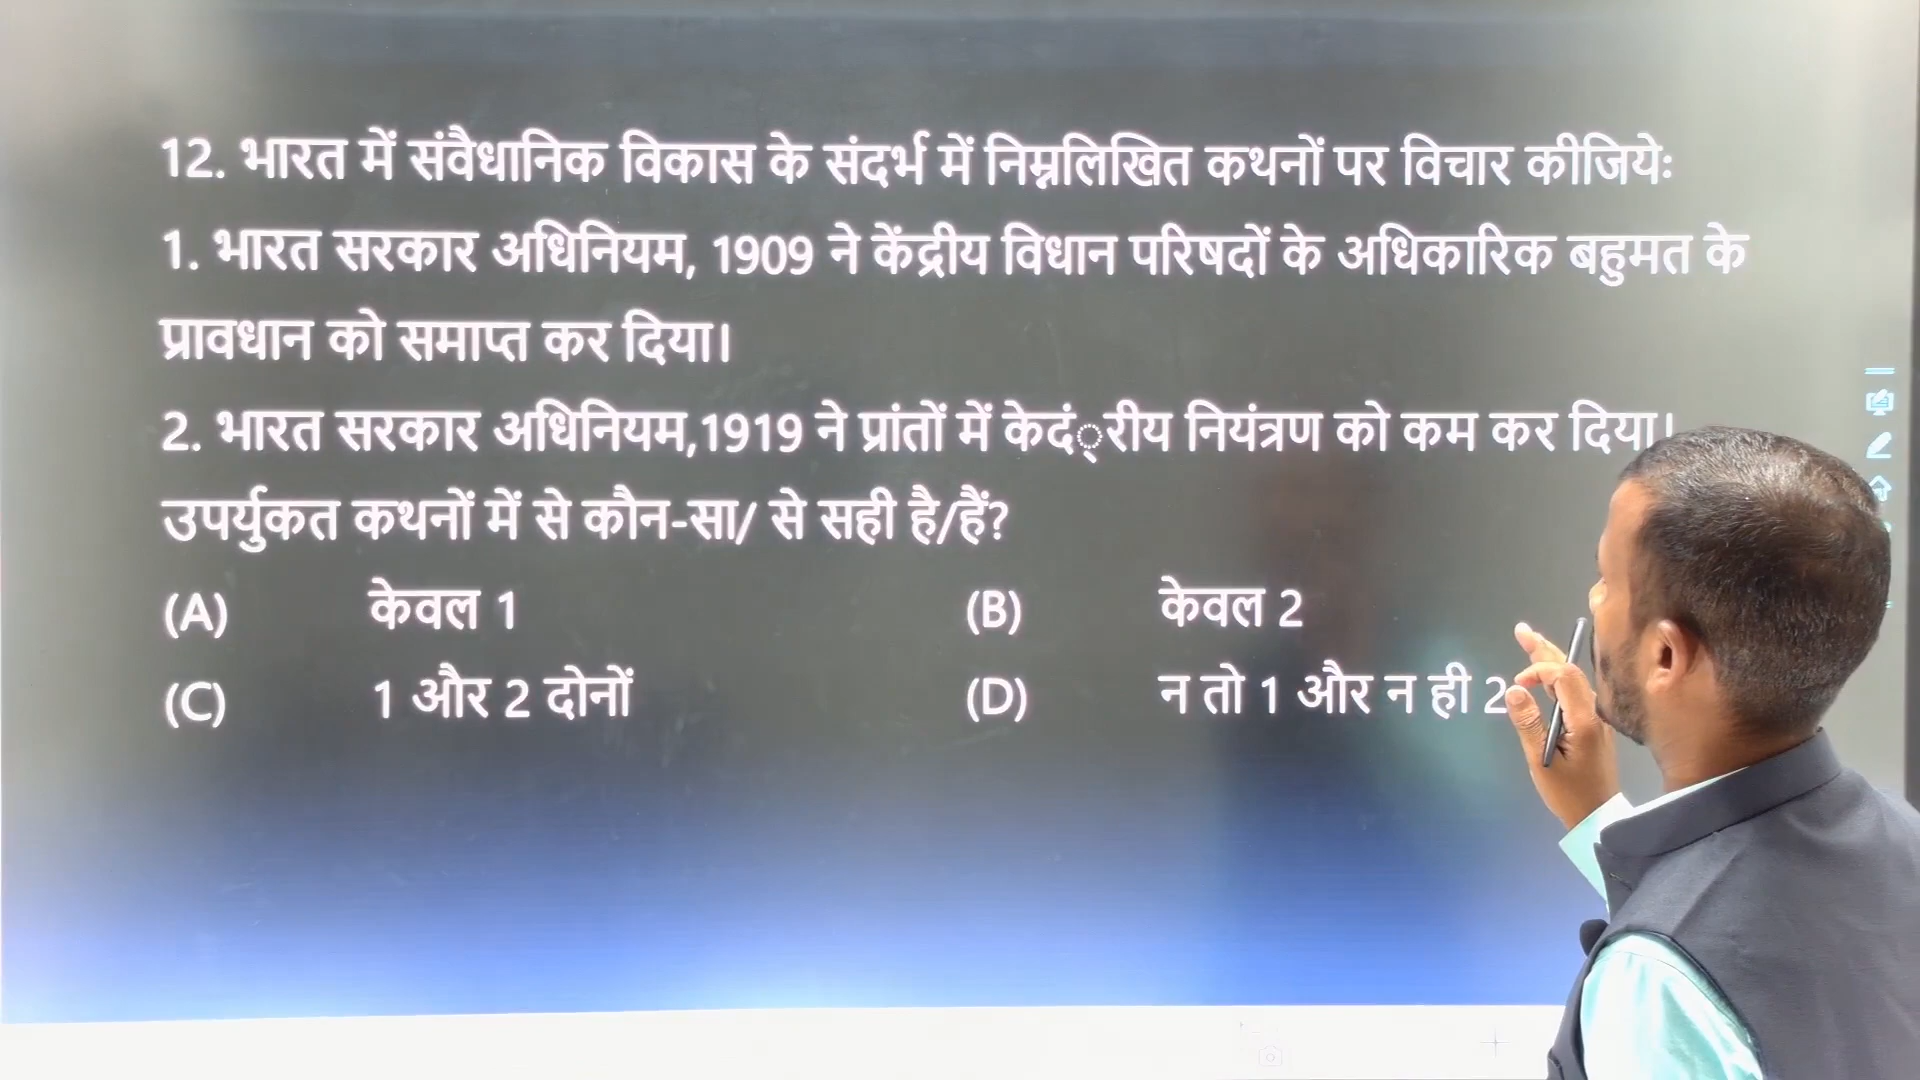 12. भारत में संवैधानिक विकास के संदर्भ में निम्नलिखित कथनों पर विचार कीजियेः
1. भारत सरकार अधिनियम, 1909 ने केंद्रीय विधान परिषदों के अधिकारिक बहुमत के
प्रावधान को समाप्त कर दिया।
2. भारत सरकार अधिनियम,1919 ने प्रांतों में केदं्रीय नियंत्रण को कम कर दिया।
उपर्युकत कथनों में से कौन-सा/ से सही है/हैं?
(A) केवल 1 (B) केवल 2
(C) 1 और 2 दोनों (D) न तो 1 और न ही 2